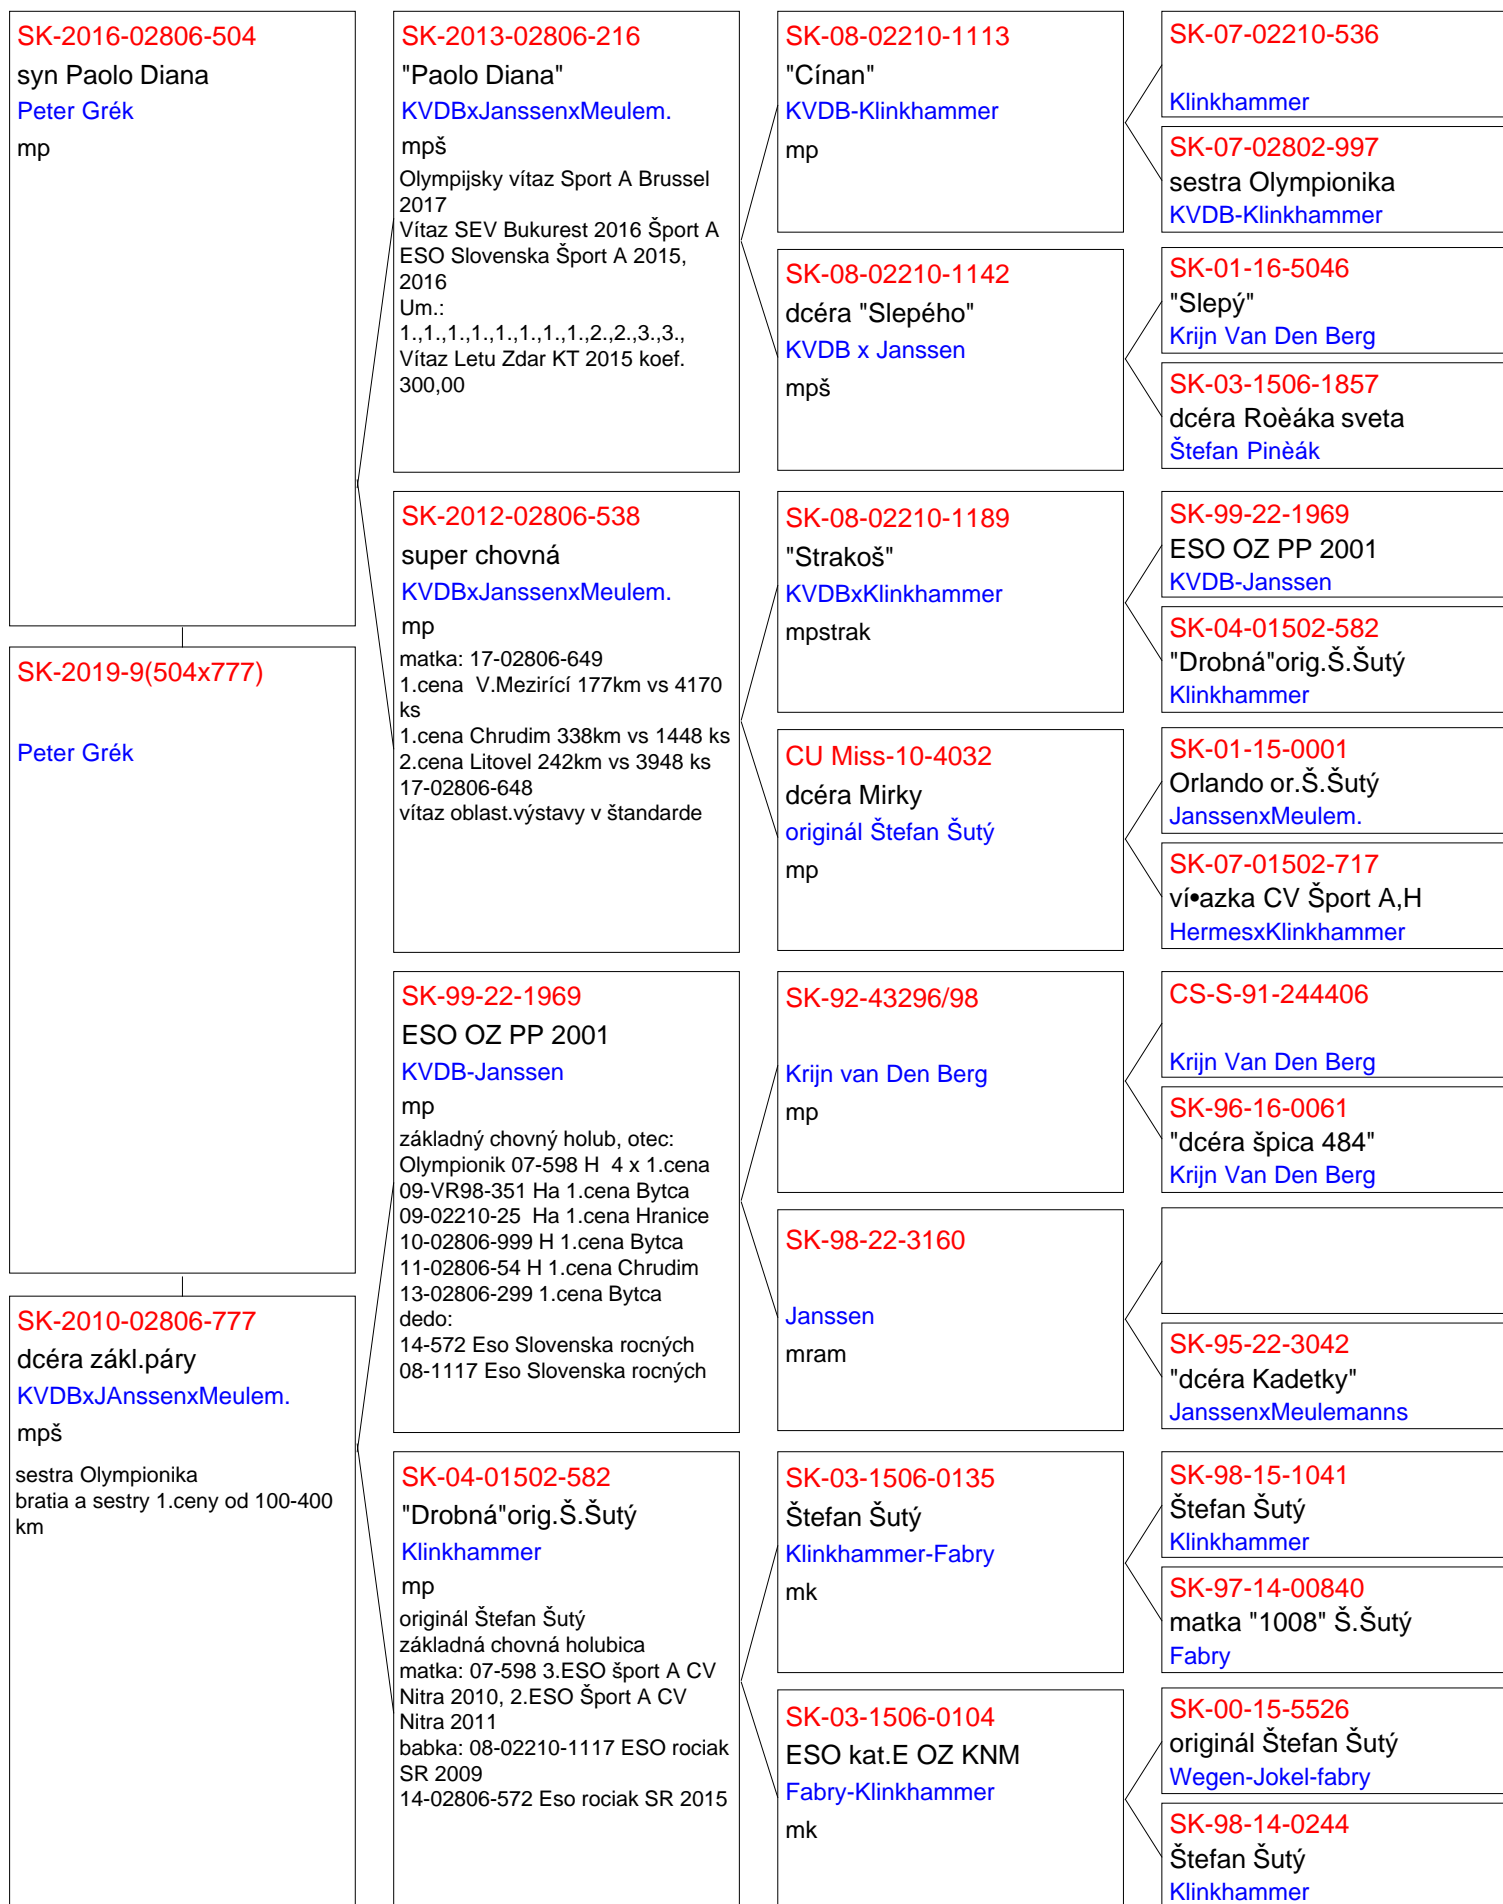 SK-2016-02806-504
syn Paolo Diana
Peter Grék
mp
SK-2019-9(504x777)
Peter Grék
SK-2010-02806-777
dcéra zákl.páry
KVDBxJAnssenxMeulem.
mpš
sestra Olympionika
bratia a sestry 1.ceny od 100-400
km
SK-2013-02806-216
"Paolo Diana"
KVDBxJanssenxMeulem.
mpš
Olympijsky vítaz Sport A Brussel
2017
Vítaz SEV Bukurest 2016 Šport A
ESO Slovenska Šport A 2015,
2016
Um.:
1.,1.,1.,1.,1.,1.,1.,1.,2.,2.,3.,3.,
Vítaz Letu Zdar KT 2015 koef.
300,00
SK-2012-02806-538
super chovná
KVDBxJanssenxMeulem.
mp
matka: 17-02806-649
1.cena  V.Mezirící 177km vs 4170
ks
1.cena Chrudim 338km vs 1448 ks
2.cena Litovel 242km vs 3948 ks
17-02806-648
vítaz oblast.výstavy v štandarde
SK-99-22-1969
ESO OZ PP 2001
KVDB-Janssen
mp
základný chovný holub, otec:
Olympionik 07-598 H  4 x 1.cena
09-VR98-351 Ha 1.cena Bytca
09-02210-25  Ha 1.cena Hranice
10-02806-999 H 1.cena Bytca
11-02806-54 H 1.cena Chrudim
13-02806-299 1.cena Bytca
dedo:
14-572 Eso Slovenska rocných
08-1117 Eso Slovenska rocných
SK-04-01502-582
"Drobná"orig.Š.Šutý
Klinkhammer
mp
originál Štefan Šutý
základná chovná holubica
matka: 07-598 3.ESO šport A CV
Nitra 2010, 2.ESO Šport A CV
Nitra 2011
babka: 08-02210-1117 ESO rociak
SR 2009
14-02806-572 Eso rociak SR 2015
SK-08-02210-1113
"Cínan"
KVDB-Klinkhammer
mp
SK-08-02210-1142
dcéra "Slepého"
KVDB x Janssen
mpš
SK-08-02210-1189
"Strakoš"
KVDBxKlinkhammer
mpstrak
CU Miss-10-4032
dcéra Mirky
originál Štefan Šutý
mp
SK-92-43296/98
Krijn van Den Berg
mp
SK-98-22-3160
Janssen
mram
SK-03-1506-0135
Štefan Šutý
Klinkhammer-Fabry
mk
SK-03-1506-0104
ESO kat.E OZ KNM
Fabry-Klinkhammer
mk
SK-07-02210-536
Klinkhammer
SK-07-02802-997
sestra Olympionika
KVDB-Klinkhammer
SK-01-16-5046
"Slepý"
Krijn Van Den Berg
SK-03-1506-1857
dcéra Roèáka sveta
Štefan Pinèák
SK-99-22-1969
ESO OZ PP 2001
KVDB-Janssen
SK-04-01502-582
"Drobná"orig.Š.Šutý
Klinkhammer
SK-01-15-0001
Orlando or.Š.Šutý
JanssenxMeulem.
SK-07-01502-717
ví•azka CV Šport A,H
HermesxKlinkhammer
CS-S-91-244406
Krijn Van Den Berg
SK-96-16-0061
"dcéra špica 484"
Krijn Van Den Berg
SK-95-22-3042
"dcéra Kadetky"
JanssenxMeulemanns
SK-98-15-1041
Štefan Šutý
Klinkhammer
SK-97-14-00840
matka "1008" Š.Šutý
Fabry
SK-00-15-5526
originál Štefan Šutý
Wegen-Jokel-fabry
SK-98-14-0244
Štefan Šutý
Klinkhammer